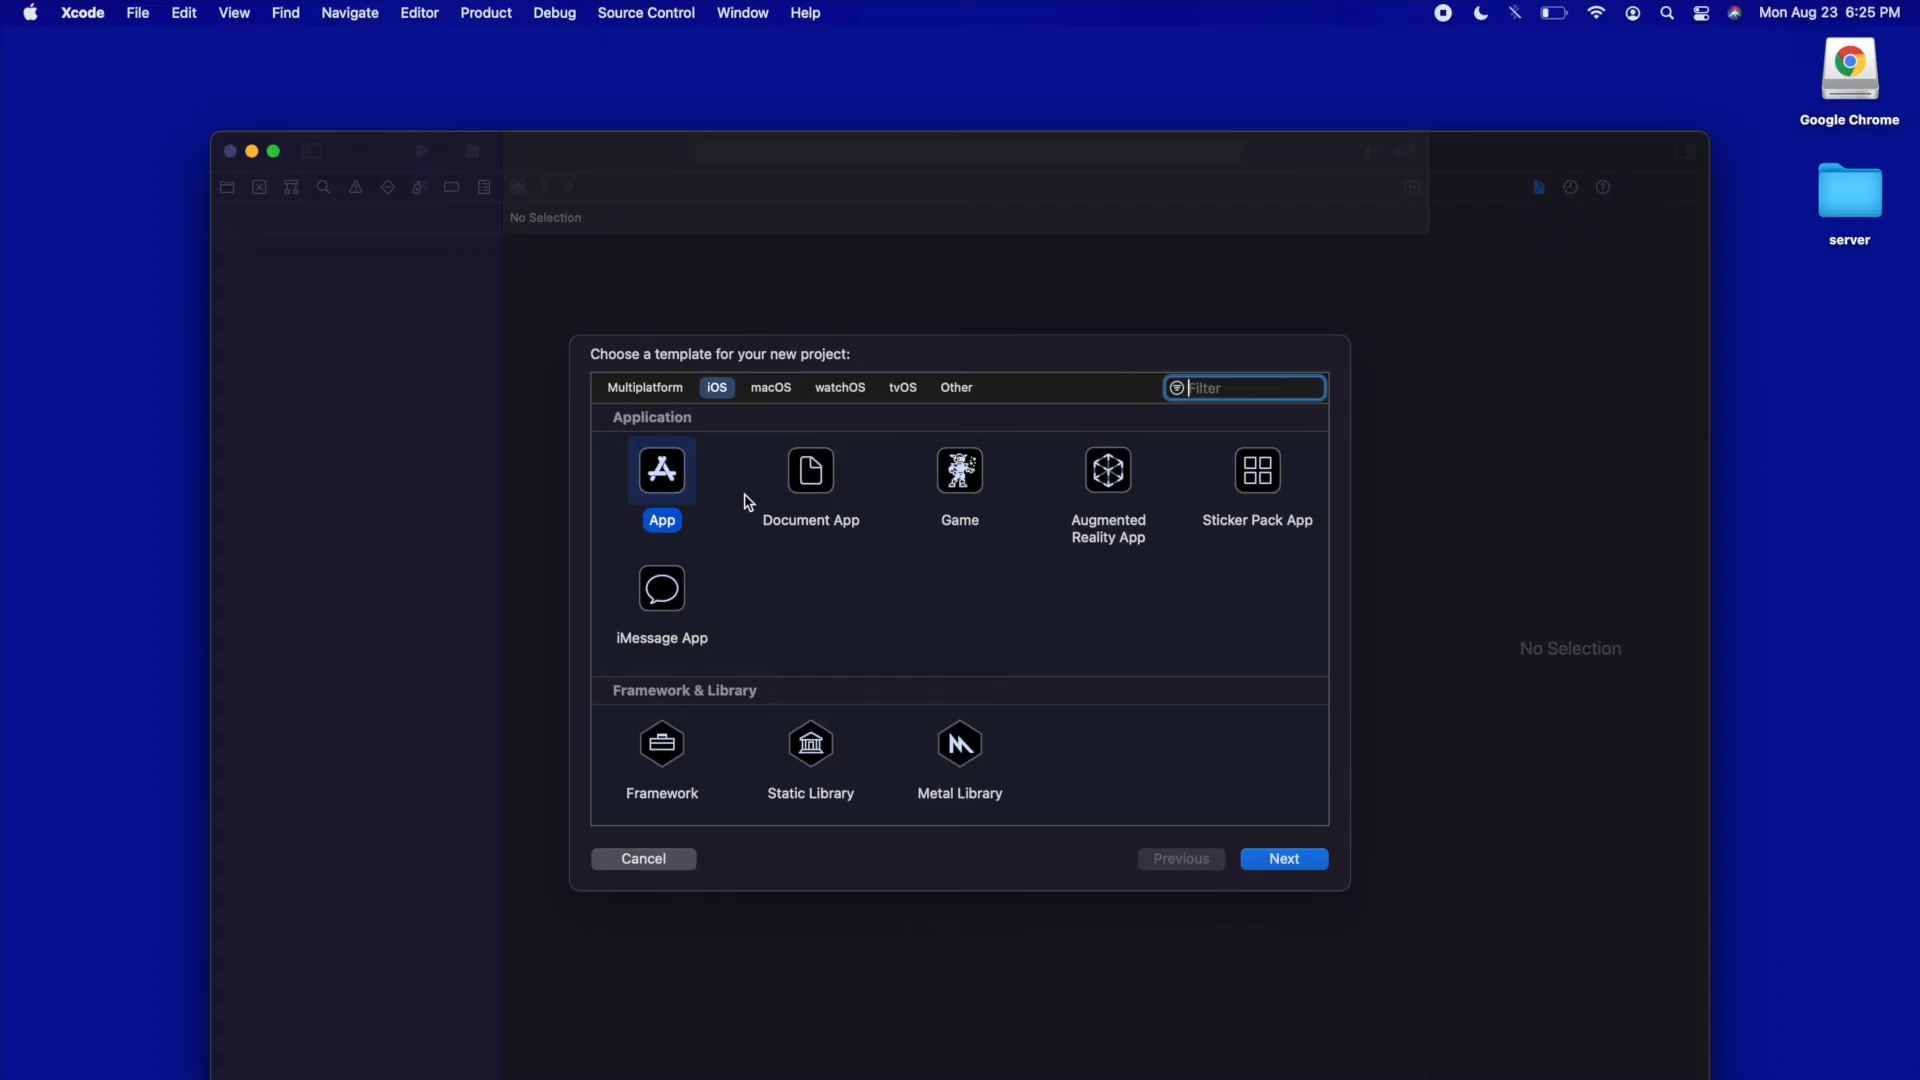 Xcode File Edit View Find Navigate Editor Product Debug Source Control Window Help Mon Aug 23 6:25 PM
Google Chrome
server
No Selection
Choose a template for your new project:
Multiplatform iOS macOS watchOS tvOS Other Filter
Application
App Document App Game Augmented Reality App Sticker Pack App
iMessage App
No Selection
Framework & Library
Framework Static Library Metal Library
Cancel Previous Next